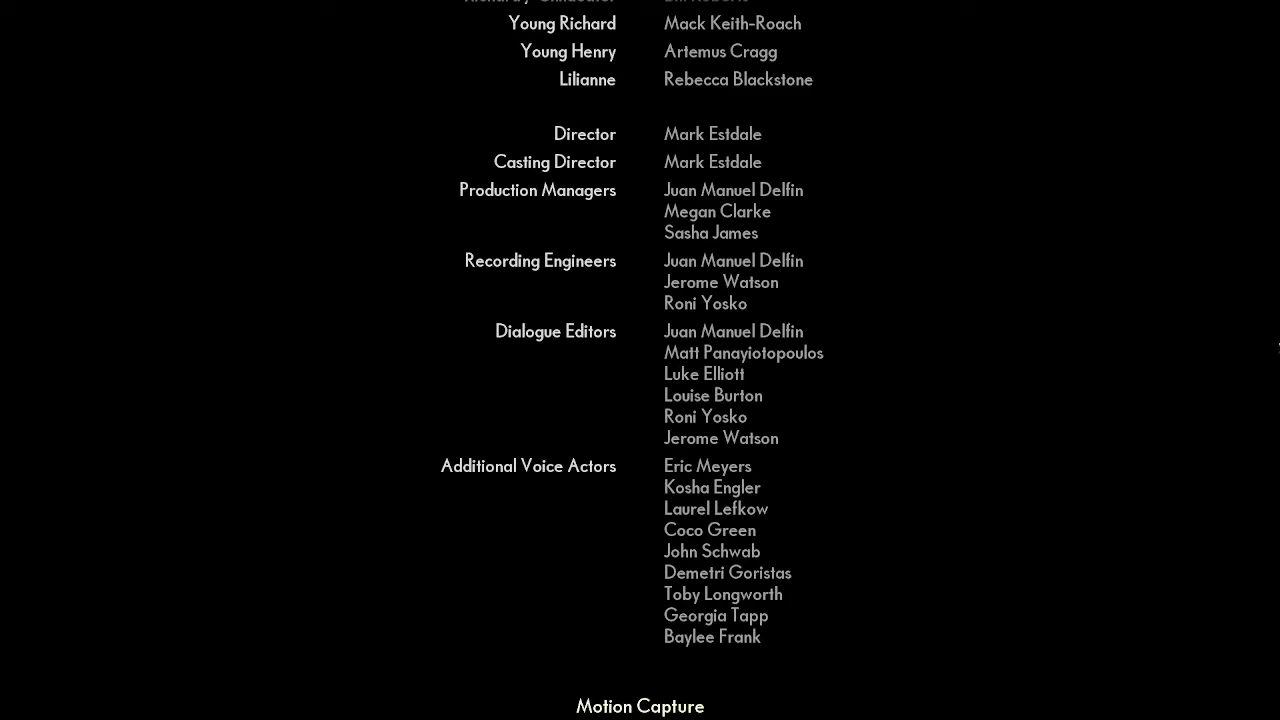 Young Richard Mack Keith-Roach
Young Henry Artemus Cragg
Lilianne Rebecca Blackstone
Director Mark Estdale
Casting Director Mark Estdale
Production Managers Juan Manuel Delfin
Megan Clarke
Sasha James
Recording Engineers Juan Manuel Delfin
Jerome Watson
Roni Yosko
Dialogue Editors Juan Manuel Delfin
Matt Panayiotopoulos
Luke Elliott
Louise Burton
Roni Yosko
Jerome Watson
Additional Voice Actors Eric Meyers
Kosha Engler
Laurel Lefkow
Coco Green
John Schwab
Demetri Goristas
Toby Longworth
Georgia Tapp
Baylee Frank
Motion Capture